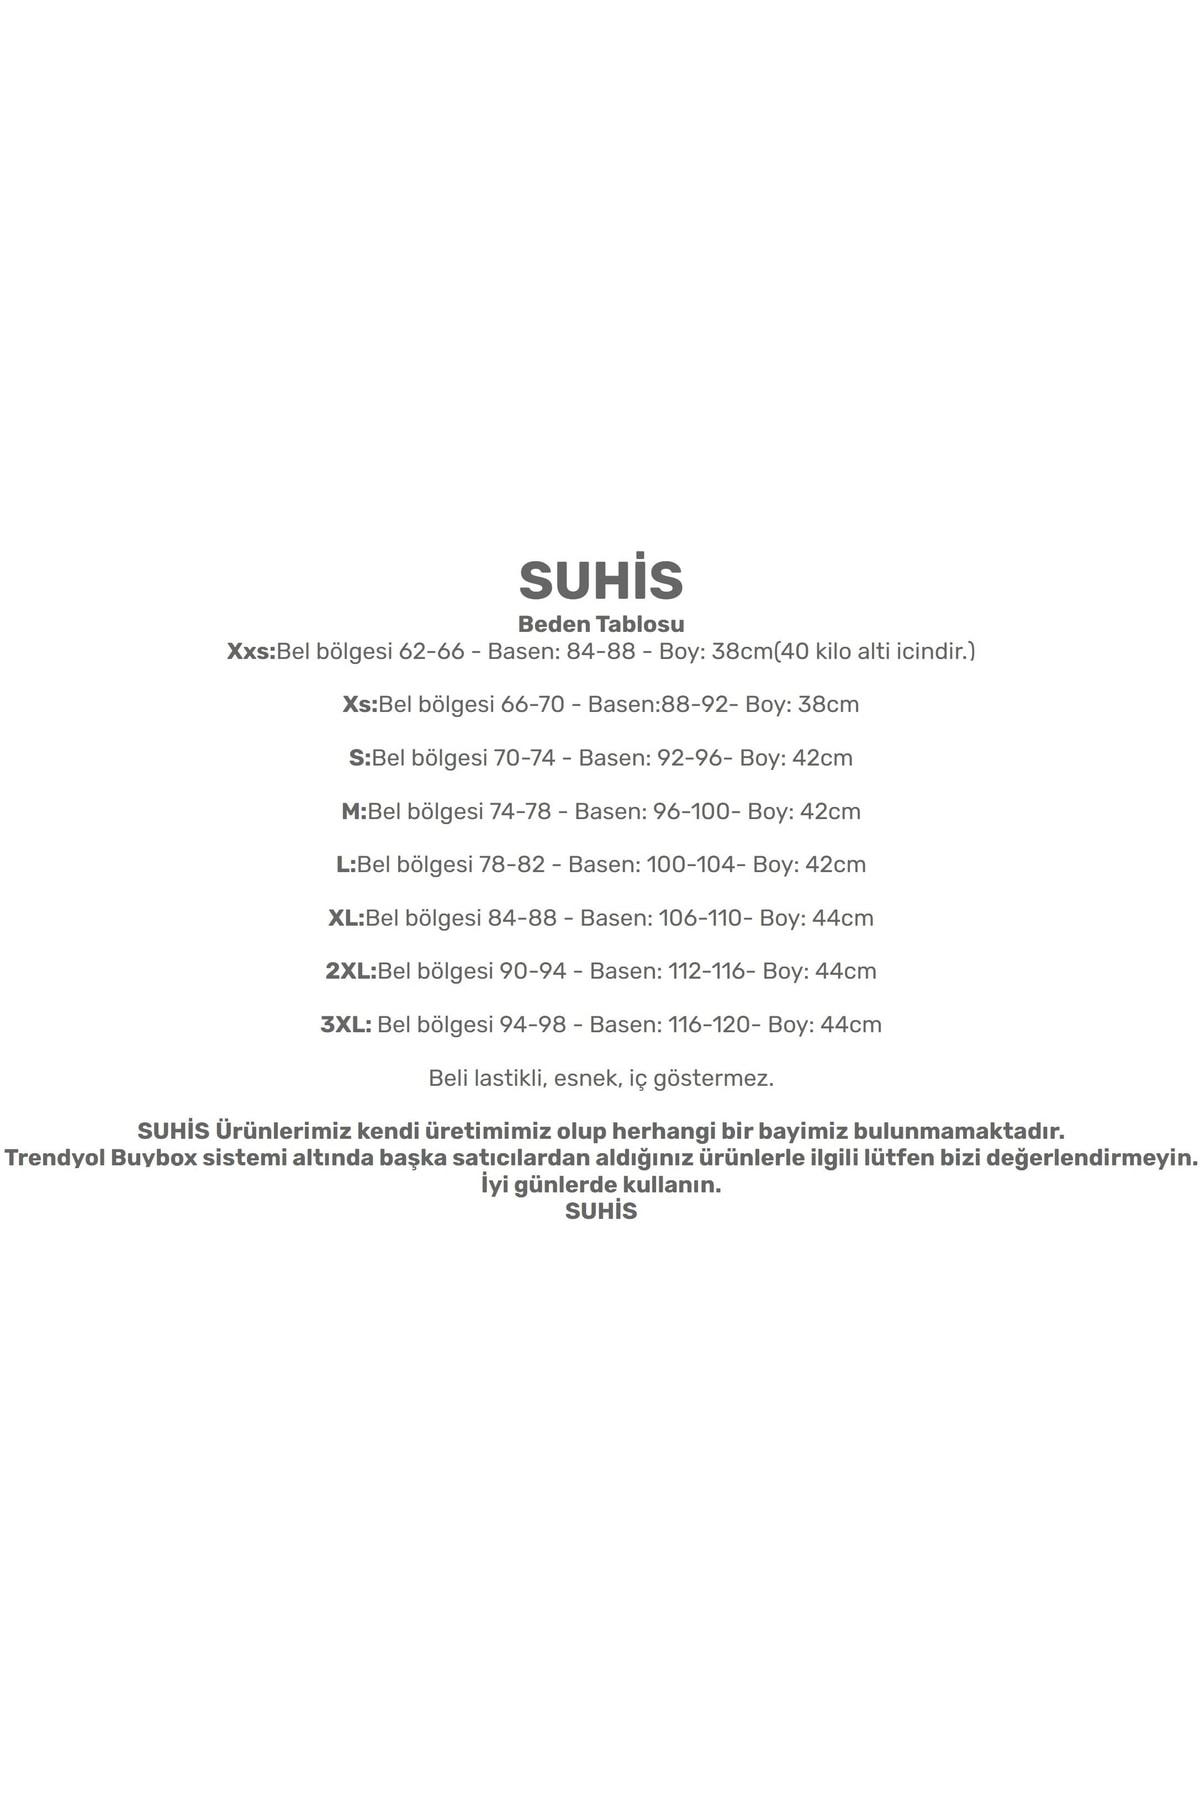 SUHİS
Beden Tablosu
Xxs:Bel bölgesi 62-66 - Basen: 84-88 - Boy: 38cm(40 kilo alti icindir.)
Xs:Bel bölgesi 66-70 - Basen:88-92- Boy: 38cm
S:Bel bölgesi 70-74 - Basen: 92-96- Boy: 42cm
M:Bel bölgesi 74-78 - Basen: 96-100- Boy: 42cm
L:Bel bölgesi 78-82 - Basen: 100-104- Boy: 42cm
XL:Bel bölgesi 84-88 - Basen: 106-110- Boy: 44cm
2XL:Bel bölgesi 90-94 - Basen: 112-116- Boy: 44cm
3XL: Bel bölgesi 94-98 - Basen: 116-120- Boy: 44cm
Beli lastikli, esnek, iç göstermez.
SUHİS Ürünlerimiz kendi üretimimiz olup herhangi bir bayimiz bulunmamaktadır.
Trendyol Buybox sistemi altında başka satıcılardan aldığınız ürünlerle ilgili lütfen bizi değerlendirmeyin.
İyi günlerde kullanın.
SUHİS